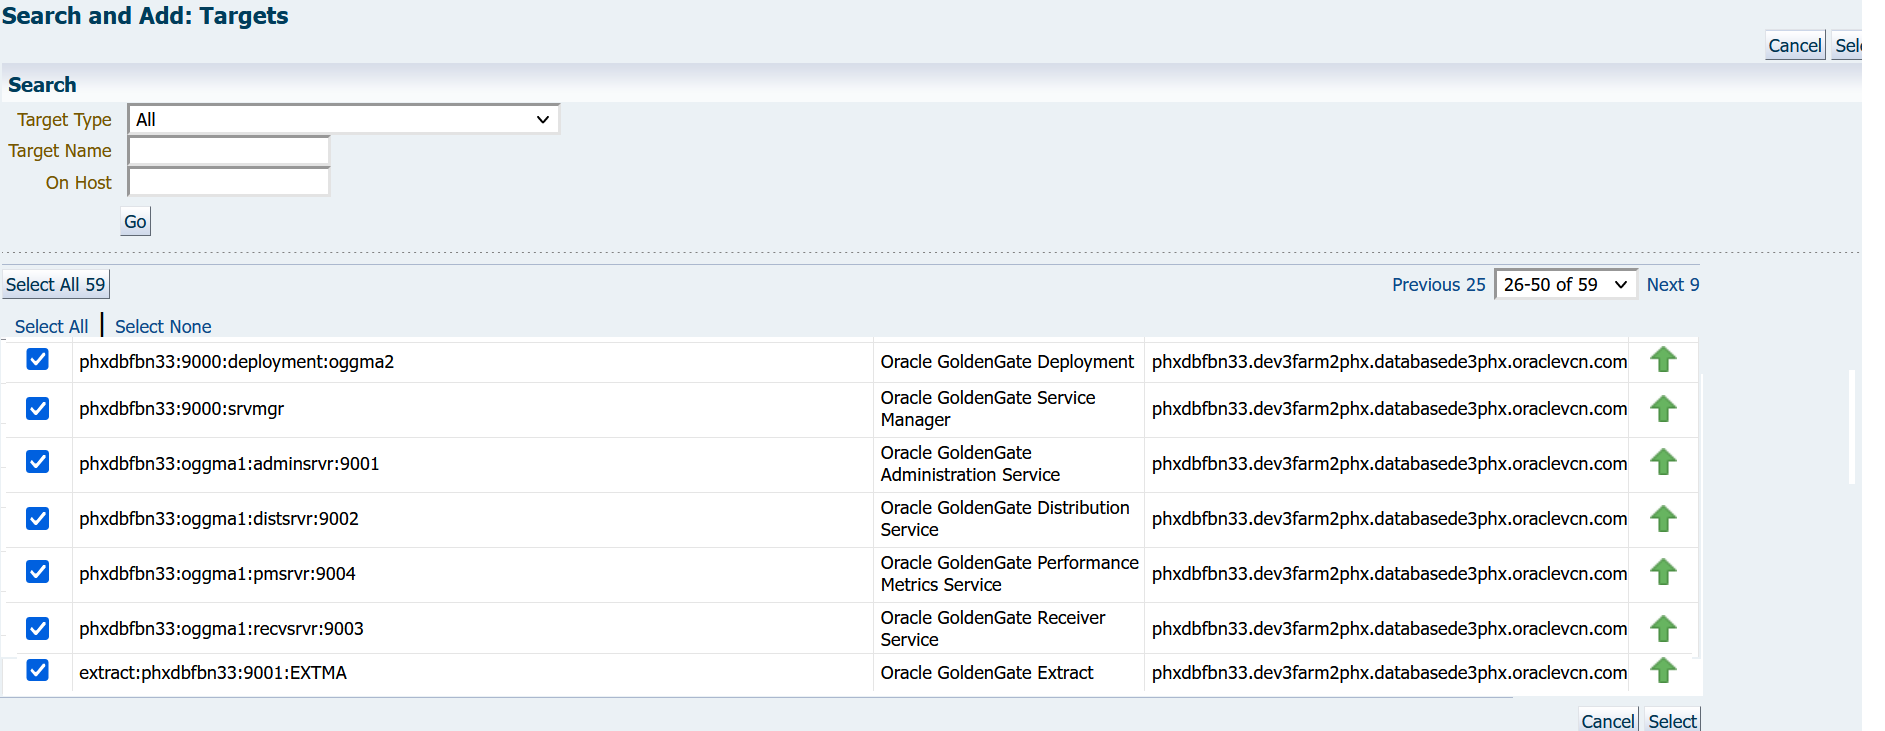 Search and Add: Targets
Cancel
Search
Target Type All
Target Name
On Host
Go
Select All 59
Previous 25 26-50 of 59 Next 9
Select All | Select None
phxdbfbn33:9000:deployment:oggma2 Oracle GoldenGate Deployment phxdbfbn33.dev3farm2phx.databasede3phx.oraclevcn.com
phxdbfbn33:9000:srvmgr Oracle GoldenGate Service
Manager phxdbfbn33.dev3farm2phx.databasede3phx.oraclevcn.com
phxdbfbn33:oggma1:adminsrvr:9001 Oracle GoldenGate
Administration Service phxdbfbn33.dev3farm2phx.databasede3phx.oraclevcn.com
phxdbfbn33:oggma1:distsrvr:9002 Oracle GoldenGate Distribution
Service phxdbfbn33.dev3farm2phx.databasede3phx.oraclevcn.com
phxdbfbn33:oggma1:pmsrvr:9004 Oracle GoldenGate Performance
Metrics Service phxdbfbn33.dev3farm2phx.databasede3phx.oraclevcn.com
phxdbfbn33:oggma1:recvsrvr:9003 Oracle GoldenGate Receiver
Service phxdbfbn33.dev3farm2phx.databasede3phx.oraclevcn.com
extract:phxdbfbn33:9001:EXTMA Oracle GoldenGate Extract phxdbfbn33.dev3farm2phx.databasede3phx.oraclevcn.com
Cancel Select